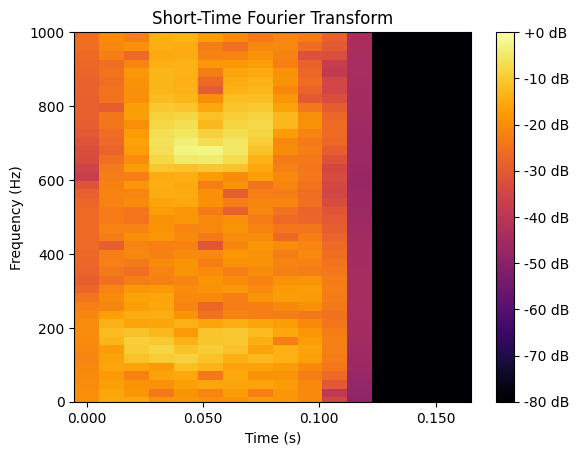 Short-Time Fourier Transform
1000
800
600
400
200
0
Frequency (Hz)
0.000
0.050
0.100
0.150
Time (s)
+0 dB
-10 dB
-20 dB
-30 dB
-40 dB
-50 dB
-60 dB
-70 dB
-80 dB